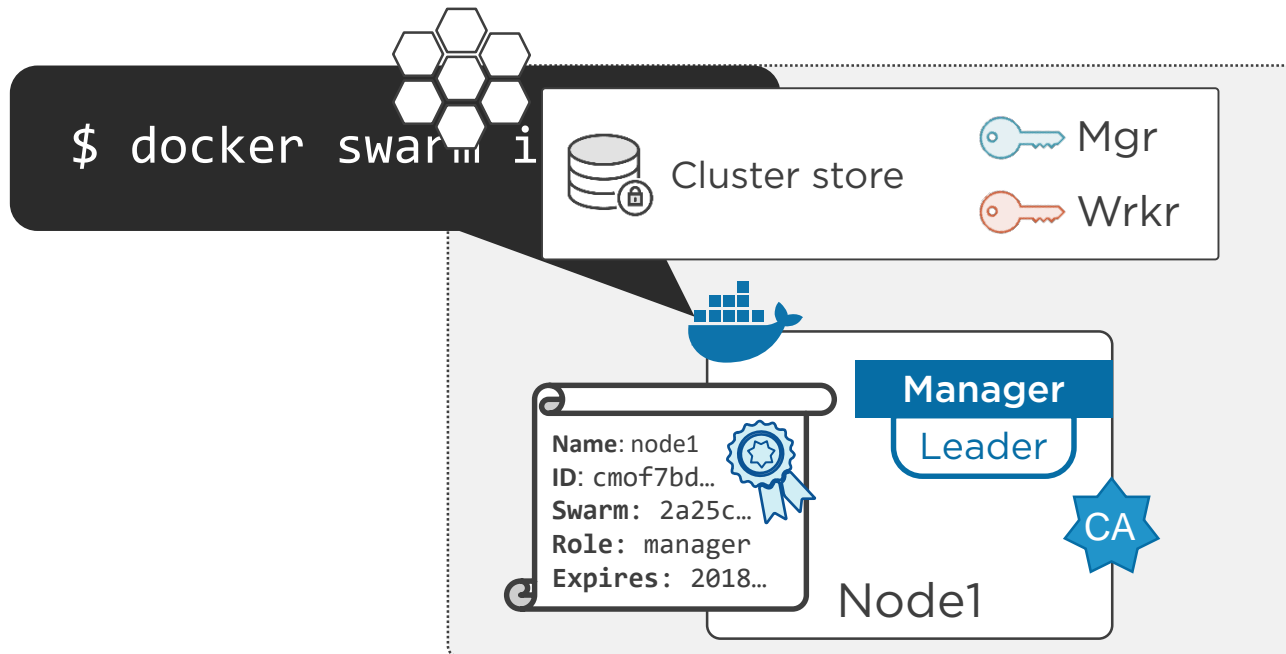 $ docker swarm i
Cluster store
Mgr
Wrkr
Manager
Leader
Name: node1
ID: cmof7bd…
Swarm: 2a25c…
Role: manager
Expires: 2018…
CA
Node1